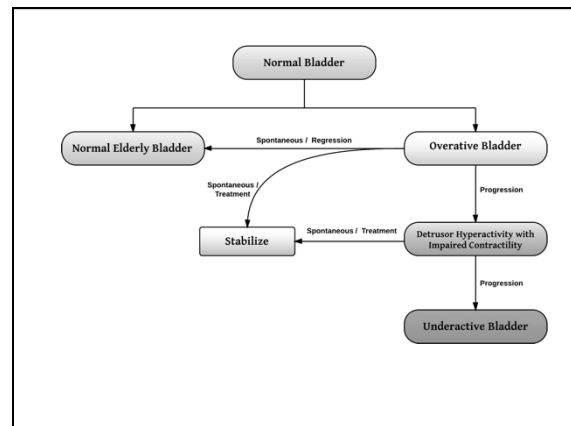 Normal Bladder
Normal Elderly Bladder
Spontaneous / Regression
Overative Bladder
Spontaneous /
Treatment
Progression
Stabilize
Spontaneous / Treatment
Detrusor Hyperactivity with
Impaired Contractility
Progression
Underactive Bladder